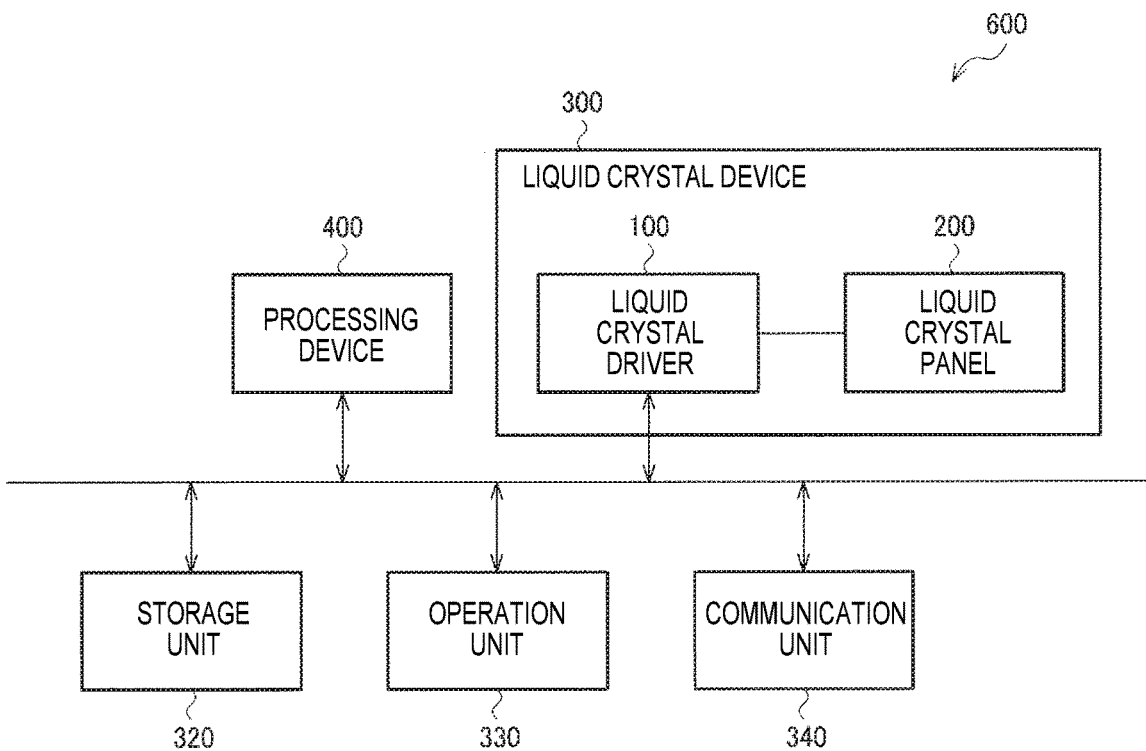 600
300
LIQUID CRYSTAL DEVICE
400
100
200
PROCESSING
DEVICE
LIQUID
CRYSTAL
DRIVER
LIQUID
CRYSTAL
PANEL
STORAGE
UNIT
OPERATION
UNIT
COMMUNICATION
UNIT
320
330
340